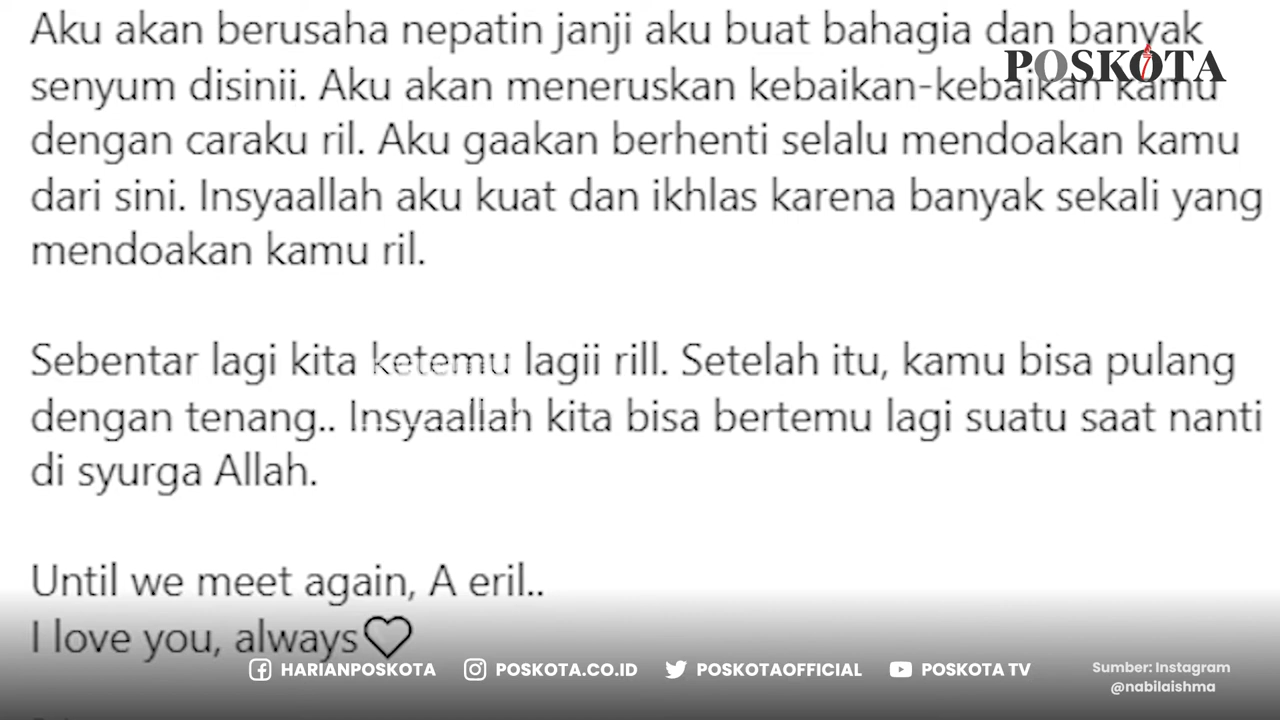 Aku akan berusaha nepatin janji aku buat bahagia dan banyak
POSKOTA
senyum disinii. Aku akan meneruskan kebaikan-kebaikan kamu
dengan caraku ril. Aku gaakan berhenti selalu mendoakan kamu
dari sini. Insyaallah aku kuat dan ikhlas karena banyak sekali yang
mendoakan kamu ril.
Sebentar lagi kita ketemu lagii rill. Setelah itu, kamu bisa pulang
dengan tenang.. Insyaallah kita bisa bertemu lagi suatu saat nanti
di syurga Allah.
Until we meet again, A eril..
I love you, always♡
HARIANPOSKOTA POSKOTA.CO.ID POSKOTAOFFICIAL POSKOTA TV
Sumber: Instagram
@nabilaishma